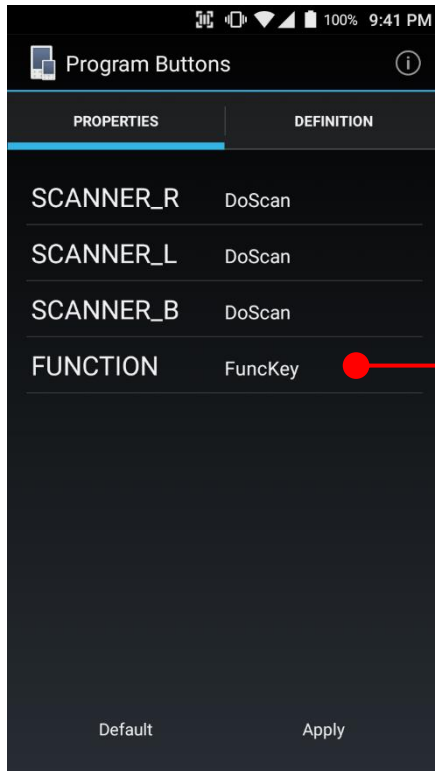 100% 9:41 PM
Program Buttons
PROPERTIES DEFINITION
SCANNER_R DoScan
SCANNER_L DoScan
SCANNER_B DoScan
FUNCTION FuncKey
Default Apply